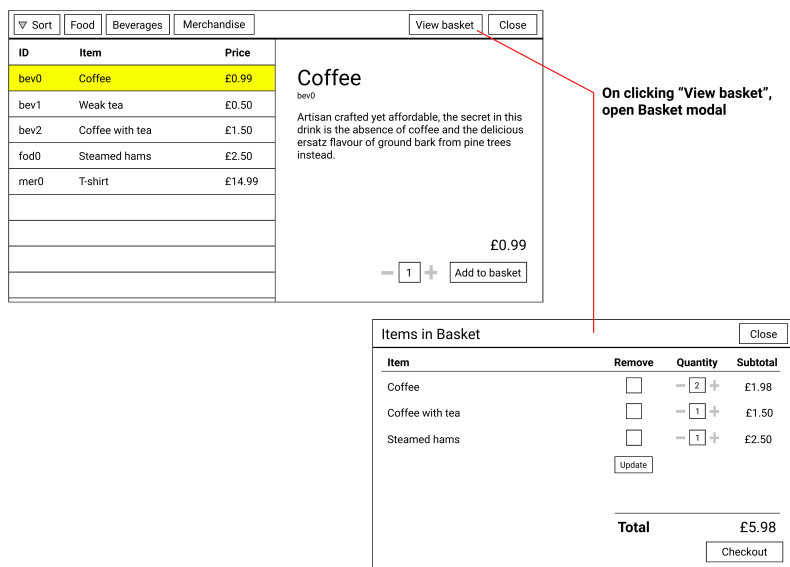 Sort Food Beverages Merchandise View basket Close
ID Item Price
bev0 Coffee £0.99
bev1 Weak tea £0.50
bev2 Coffee with tea £1.50
fod0 Steamed hams £2.50
mer0 T-shirt £14.99
Coffee
bev0
Artisan crafted yet affordable, the secret in this
drink is the absence of coffee and the delicious
ersatz flavour of ground bark from pine trees
instead.
£0.99
1 Add to basket
On clicking “View basket”,
open Basket modal
Items in Basket Close
Item Remove Quantity Subtotal
Coffee 2 £1.98
Coffee with tea 1 £1.50
Steamed hams 1 £2.50
Update
Total £5.98
Checkout